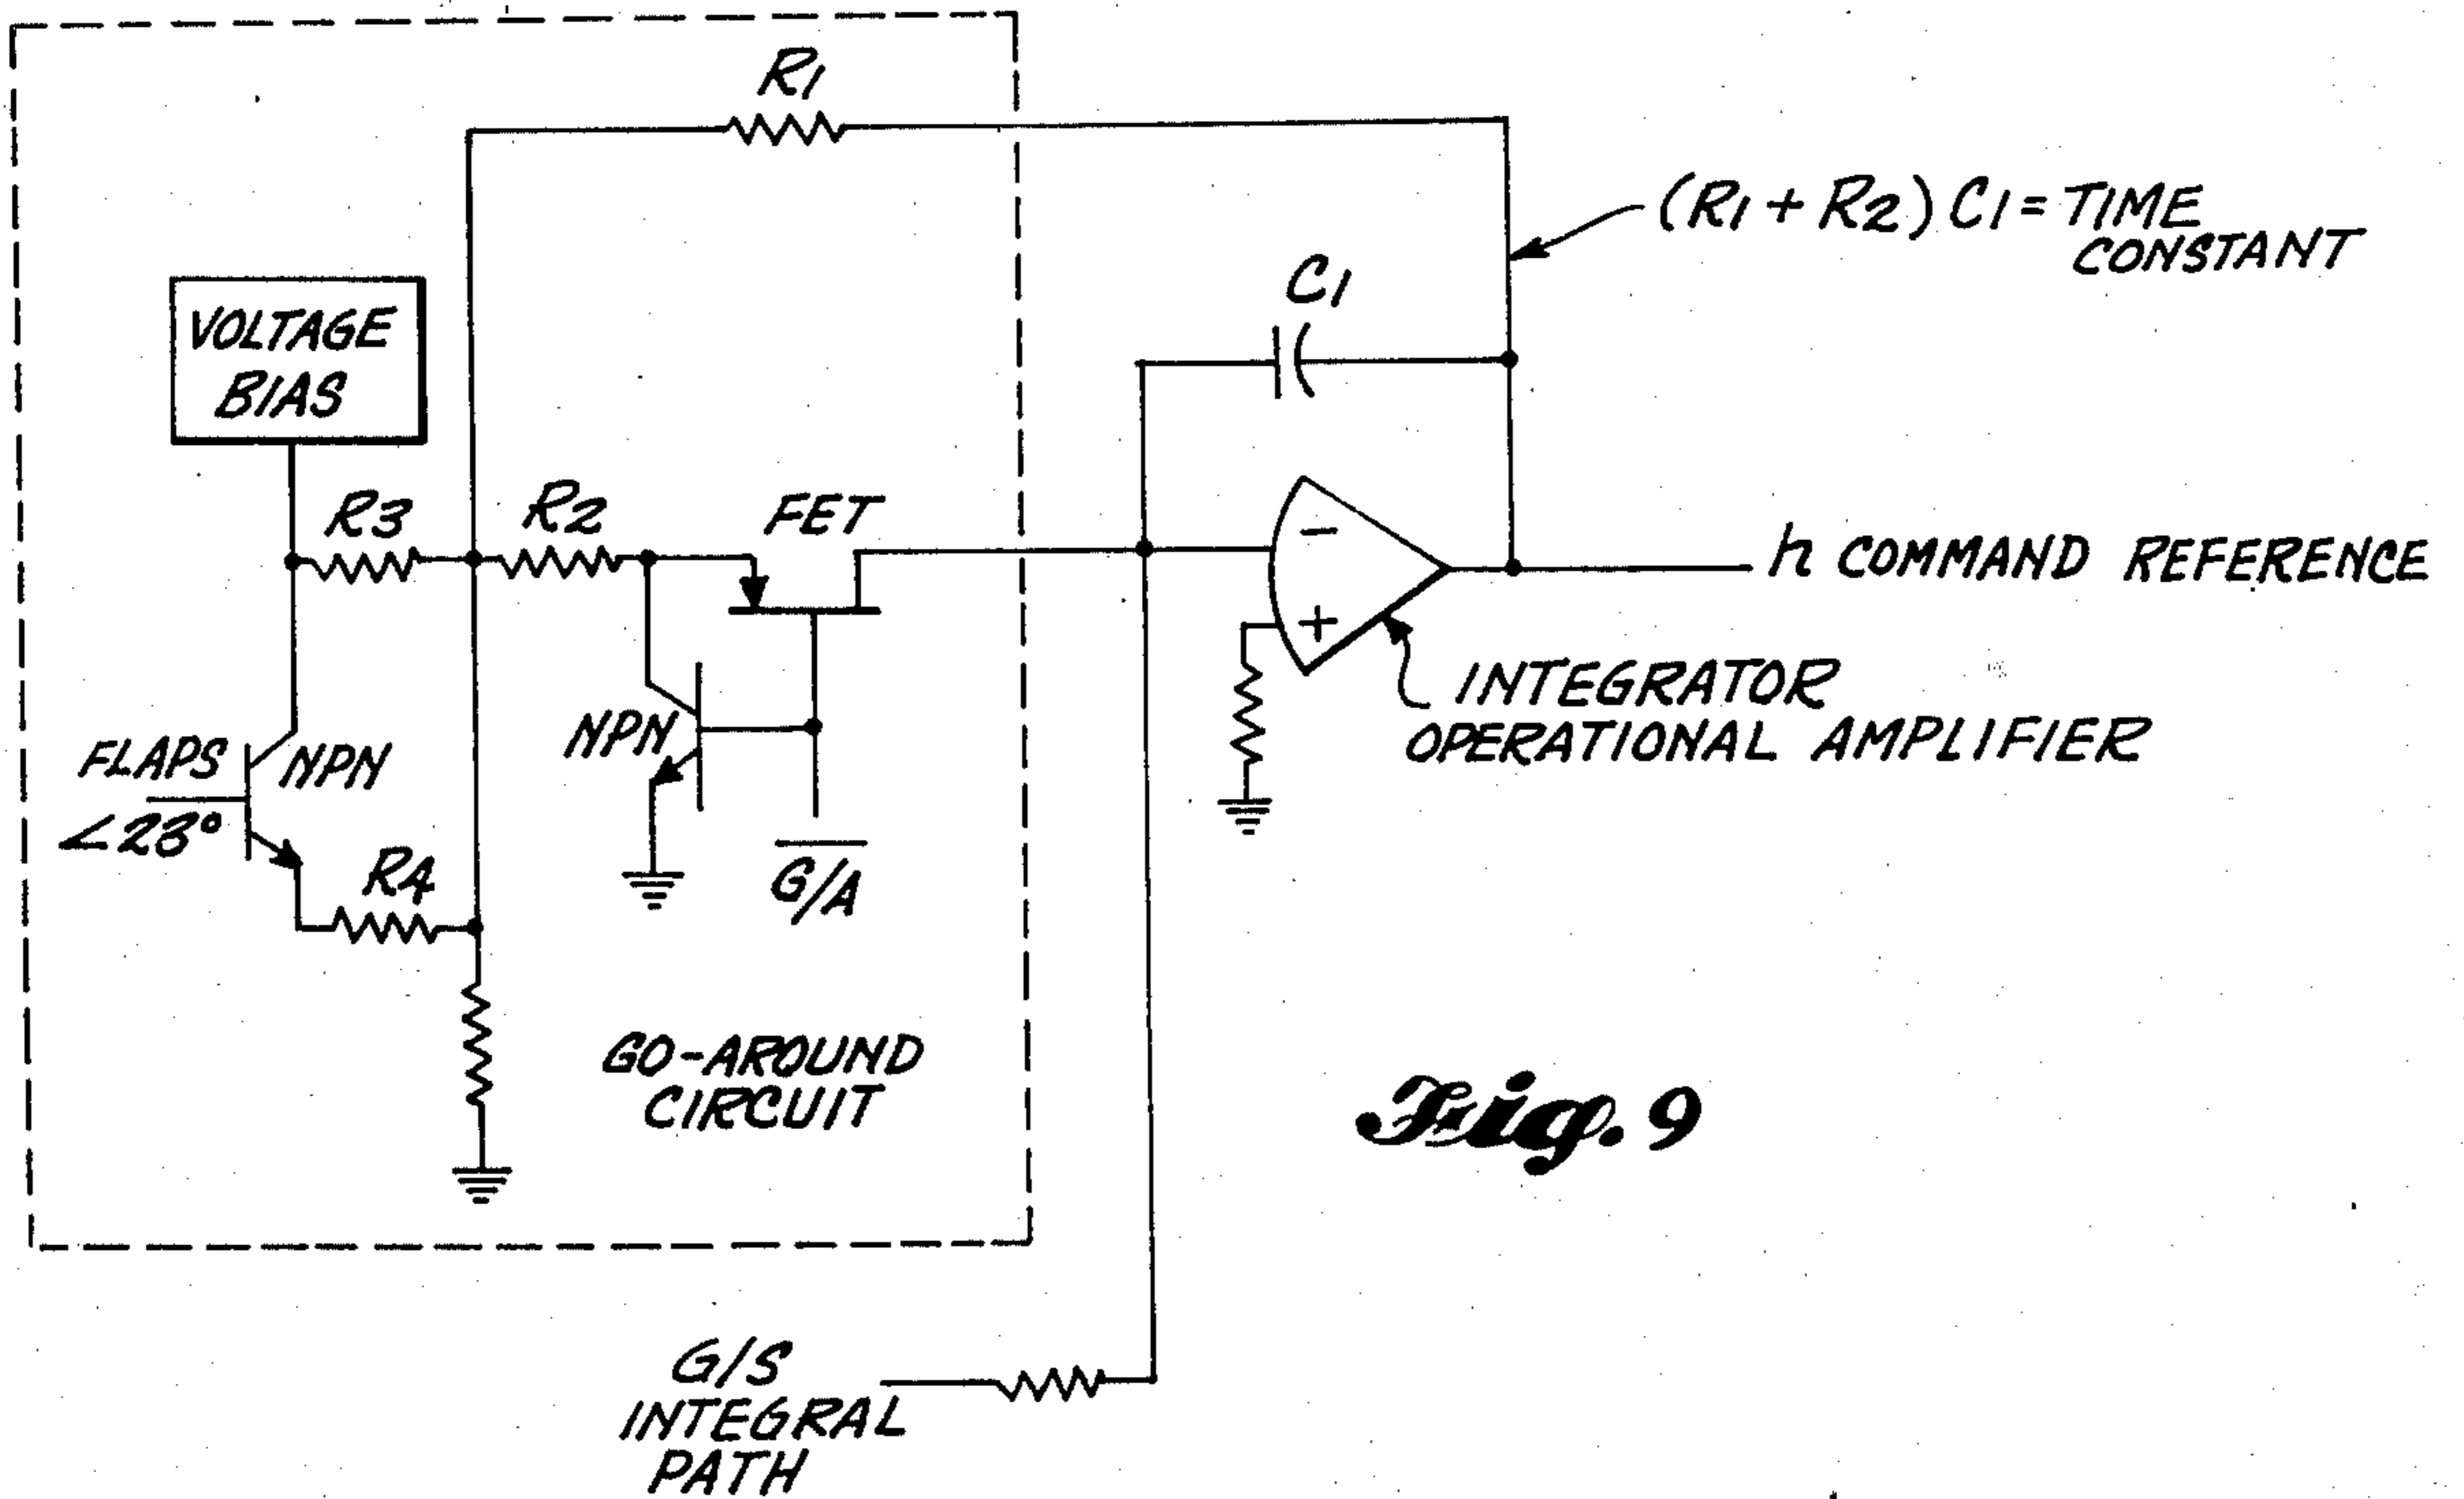 R1
(R1 + R2) C1 = TIME
CONSTANT
C1
VOLTAGE
BIAS
R3
R2
FET
−
+
h COMMAND REFERENCE
INTEGRATOR
OPERATIONAL AMPLIFIER
NPN
FLAPS
<23°
NPN
R4
G/A
GO-AROUND
CIRCUIT
Fig. 9
G/S
INTEGRAL
PATH